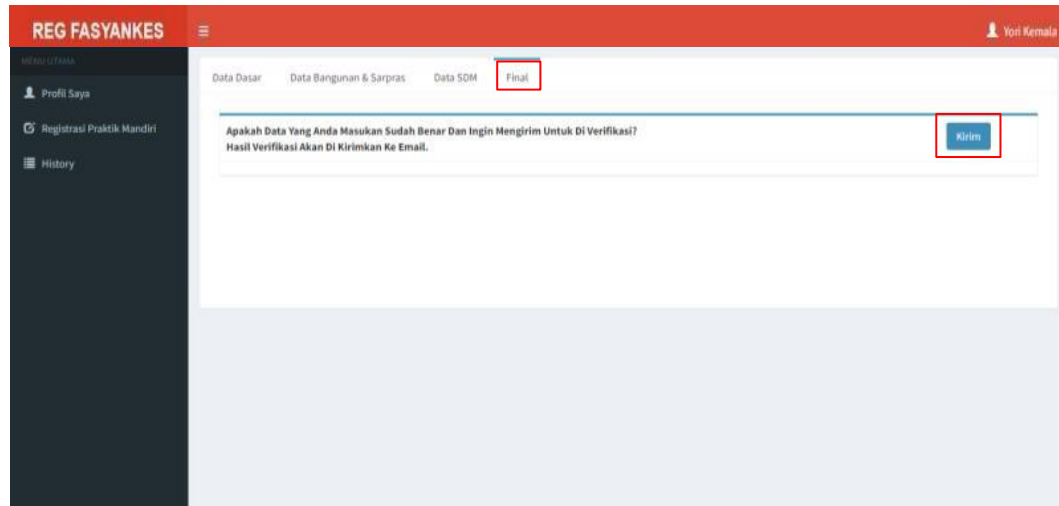 REG FASYANKES
Yori Kemala
MENU UTAMA
Profil Saya
Registrasi Praktik Mandiri
History
Data Dasar Data Bangunan & Sarpras Data SDM Final
Apakah Data Yang Anda Masukan Sudah Benar Dan Ingin Mengirim Untuk Di Verifikasi?
Hasil Verifikasi Akan Di Kirimkan Ke Email.
Kirim